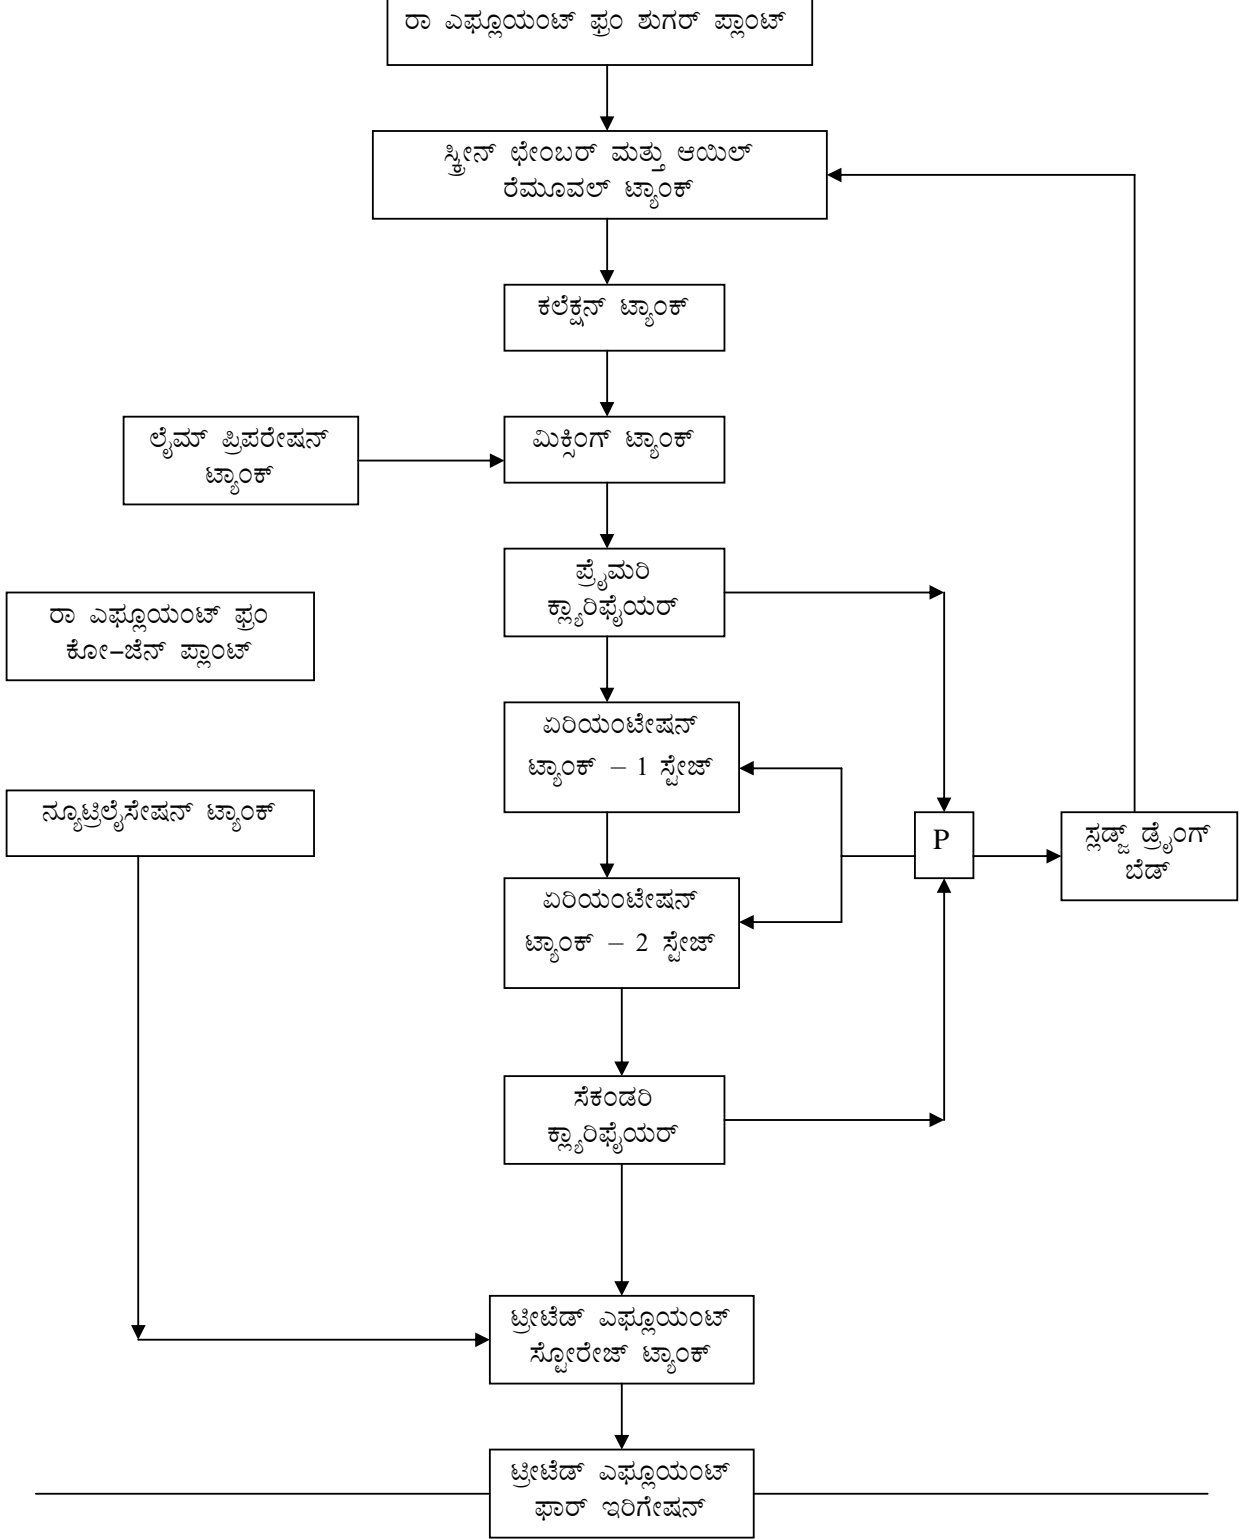 ರಾ ಎಫ್ಲೂಯಂಟ್ ಫ್ರಂ ಶುಗರ್ ಪ್ಲಾಂಟ್
ಸ್ಕ್ರೀನ್ ಛೇಂಬರ್ ಮತ್ತು ಆಯಿಲ್
ರೆಮೂವಲ್ ಟ್ಯಾಂಕ್
ಕಲೆಕ್ಷನ್ ಟ್ಯಾಂಕ್
ಲೈಮ್ ಪ್ರಿಪರೇಷನ್
ಟ್ಯಾಂಕ್
ಮಿಕ್ಸಿಂಗ್ ಟ್ಯಾಂಕ್
ಪ್ರೈಮರಿ
ಕ್ಲ್ಯಾರಿಫೈಯರ್
ರಾ ಎಫ್ಲೂಯಂಟ್ ಫ್ರಂ
ಕೋ-ಜೆನ್ ಪ್ಲಾಂಟ್
ಏರಿಯಂಟೇಷನ್
ಟ್ಯಾಂಕ್ – 1 ಸ್ಟೇಜ್
ನ್ಯೂಟ್ರಿಲೈಸೇಷನ್ ಟ್ಯಾಂಕ್
P
ಸ್ಲಡ್ಜ್ ಡ್ರೈಂಗ್
ಬೆಡ್
ಏರಿಯಂಟೇಷನ್
ಟ್ಯಾಂಕ್ – 2 ಸ್ಟೇಜ್
ಸೆಕಂಡರಿ
ಕ್ಲ್ಯಾರಿಫೈಯರ್
ಟ್ರೀಟೆಡ್ ಎಫ್ಲೂಯಂಟ್
ಸ್ಟೋರೇಜ್ ಟ್ಯಾಂಕ್
ಟ್ರೀಟೆಡ್ ಎಫ್ಲೂಯಂಟ್
ಫಾರ್ ಇರಿಗೇಷನ್